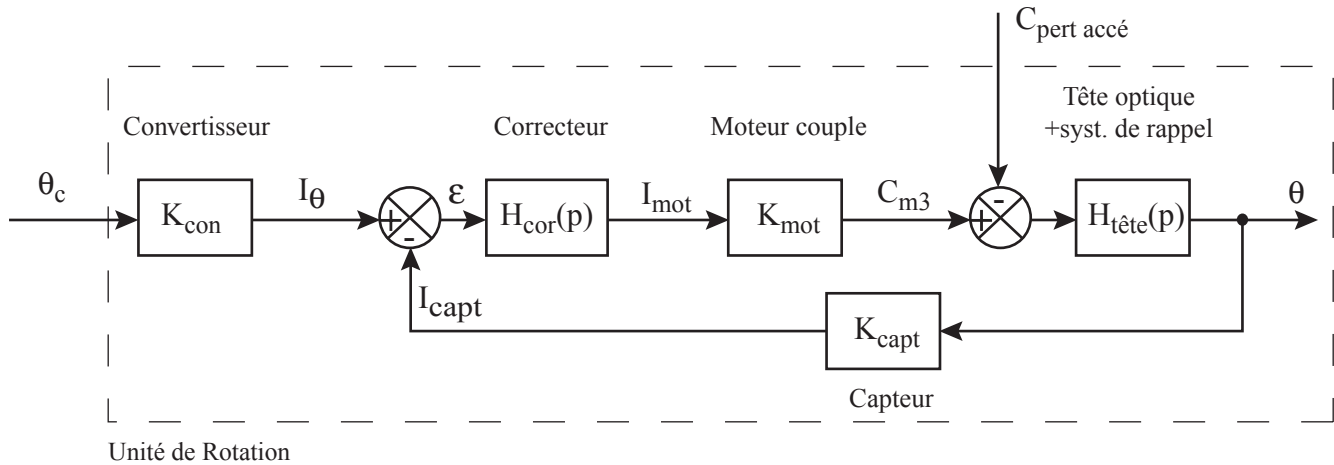 C_pert accé
Tête optique
+syst. de rappel
Convertisseur
Correcteur
Moteur couple
θ_c
K_con
I_θ
+
-
ε
H_cor(p)
I_mot
K_mot
C_m3
-
+
H_tête(p)
θ
I_capt
K_capt
Capteur
Unité de Rotation